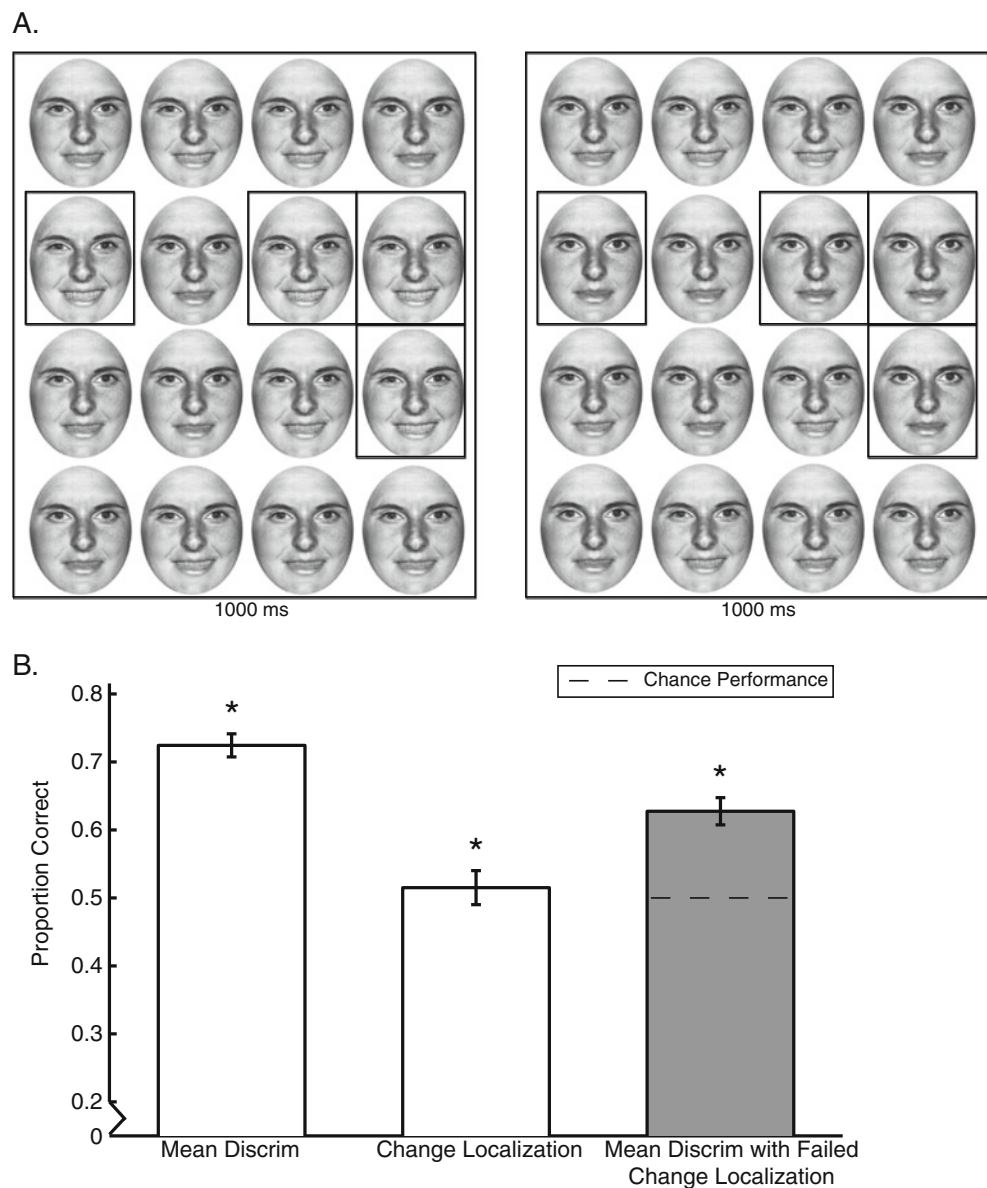 A.
1000 ms
1000 ms
B.
— — Chance Performance
0.8
0.7
0.6
0.5
0.4
0.3
0.2
0
Proportion Correct
*
*
*
Mean Discrim
Change Localization
Mean Discrim with Failed
Change Localization